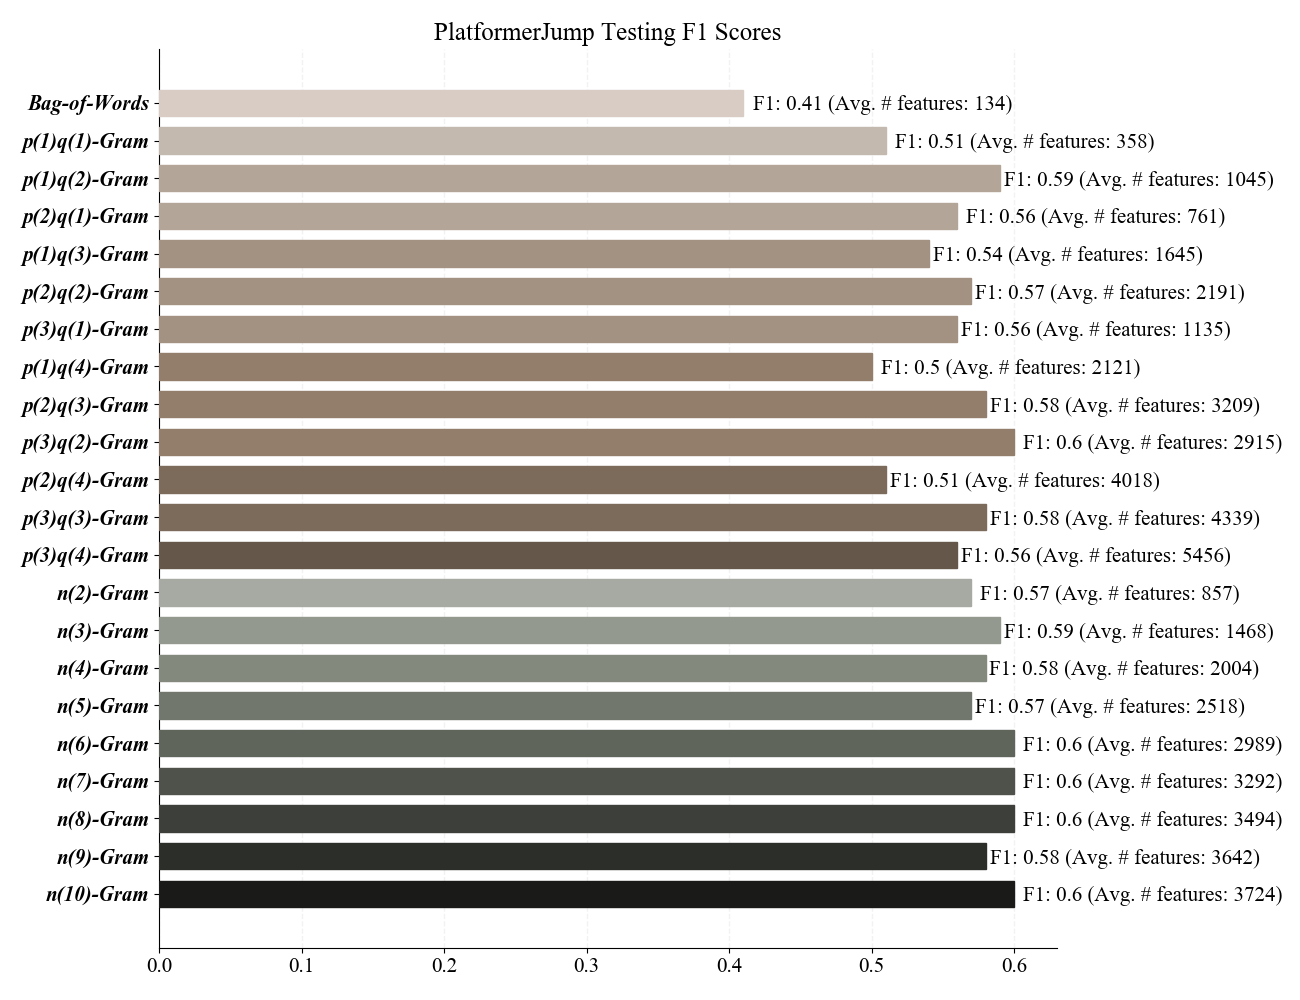 PlatformerJump Testing F1 Scores
Bag-of-Words F1: 0.41 (Avg. # features: 134)
p(1)q(1)-Gram F1: 0.51 (Avg. # features: 358)
p(1)q(2)-Gram F1: 0.59 (Avg. # features: 1045)
p(2)q(1)-Gram F1: 0.56 (Avg. # features: 761)
p(1)q(3)-Gram F1: 0.54 (Avg. # features: 1645)
p(2)q(2)-Gram F1: 0.57 (Avg. # features: 2191)
p(3)q(1)-Gram F1: 0.56 (Avg. # features: 1135)
p(1)q(4)-Gram F1: 0.5 (Avg. # features: 2121)
p(2)q(3)-Gram F1: 0.58 (Avg. # features: 3209)
p(3)q(2)-Gram F1: 0.6 (Avg. # features: 2915)
p(2)q(4)-Gram F1: 0.51 (Avg. # features: 4018)
p(3)q(3)-Gram F1: 0.58 (Avg. # features: 4339)
p(3)q(4)-Gram F1: 0.56 (Avg. # features: 5456)
n(2)-Gram F1: 0.57 (Avg. # features: 857)
n(3)-Gram F1: 0.59 (Avg. # features: 1468)
n(4)-Gram F1: 0.58 (Avg. # features: 2004)
n(5)-Gram F1: 0.57 (Avg. # features: 2518)
n(6)-Gram F1: 0.6 (Avg. # features: 2989)
n(7)-Gram F1: 0.6 (Avg. # features: 3292)
n(8)-Gram F1: 0.6 (Avg. # features: 3494)
n(9)-Gram F1: 0.58 (Avg. # features: 3642)
n(10)-Gram F1: 0.6 (Avg. # features: 3724)
0.0 0.1 0.2 0.3 0.4 0.5 0.6